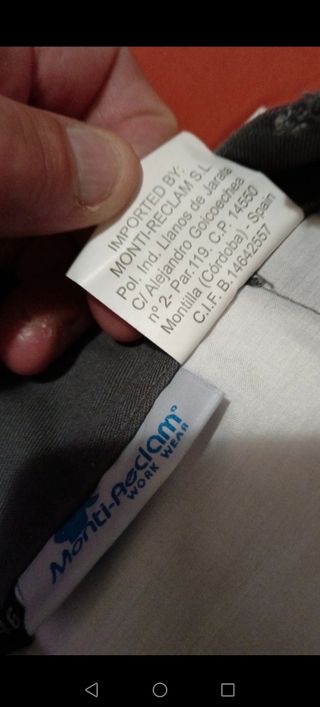 IMPORTED BY:
MONTI-RECLAM S.L.
Pol. Ind. Llanos de Jarata
C/ Alejandro Goicoechea
nº 2- Par.119. C.P. 14550
Montilla (Córdoba) - Spain
C.I.F. B.14642557
Monti-Reclam
WORK WEAR